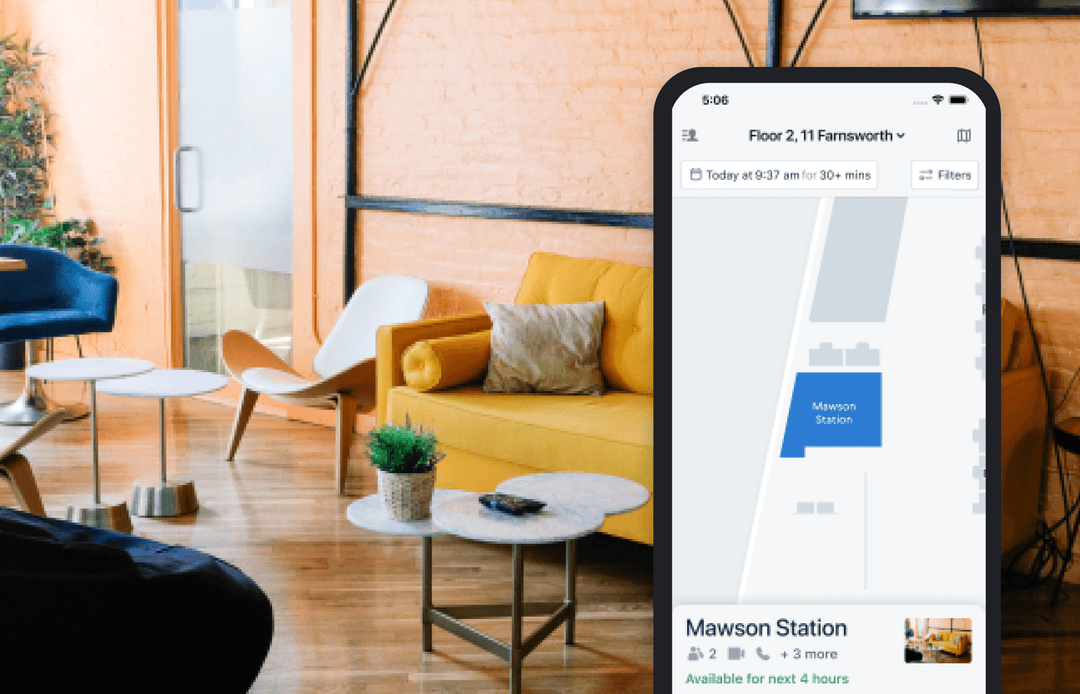 5:06
Floor 2, 11 Farnsworth
Today at 9:37 am for 30+ mins
Filters
Mawson
Station
Mawson Station
2
+ 3 more
Available for next 4 hours